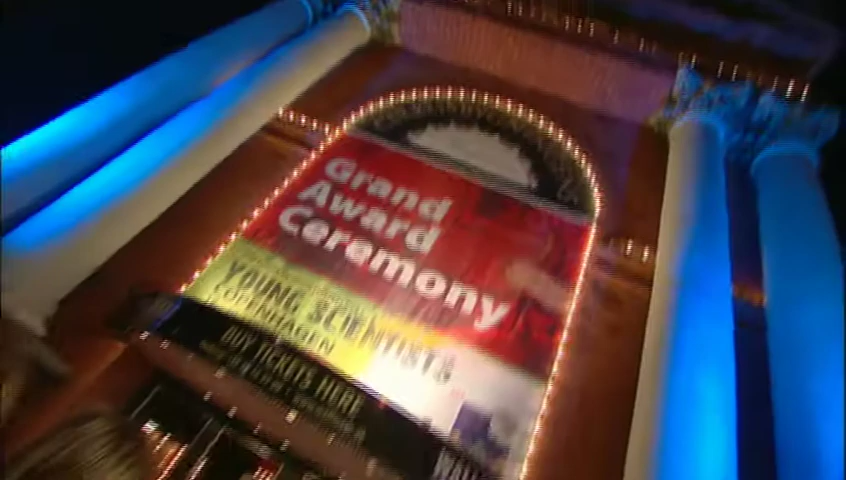 Grand
Award
Ceremony
YOUNG SCIENTISTS
COPENHAGEN
BUY TICKETS HERE